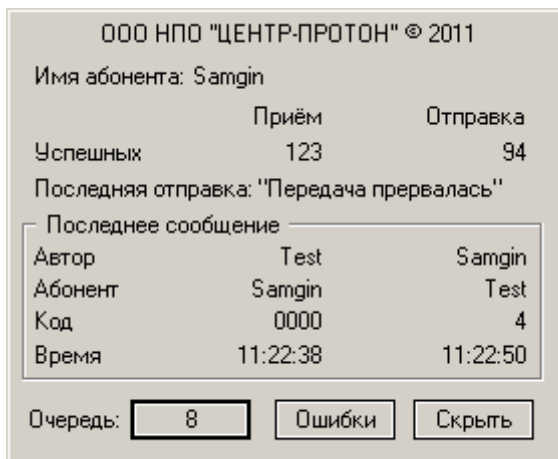 ООО НПО "ЦЕНТР-ПРОТОН" © 2011
Имя абонента: Samgin
Приём Отправка
Успешных 123 94
Последняя отправка: "Передача прервалась"
Последнее сообщение
Автор Test Samgin
Абонент Samgin Test
Код 0000 4
Время 11:22:38 11:22:50
Очередь: 8 Ошибки Скрыть